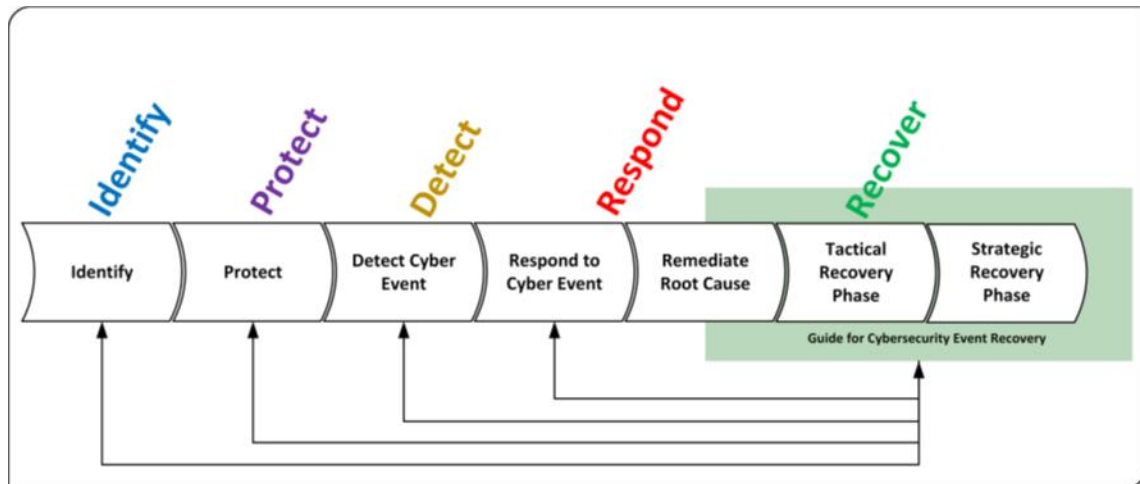 Identify
Protect
Detect
Respond
Recover
Identify
Protect
Detect Cyber
Event
Respond to
Cyber Event
Remediate
Root Cause
Tactical
Recovery
Phase
Strategic
Recovery
Phase
Guide for Cybersecurity Event Recovery